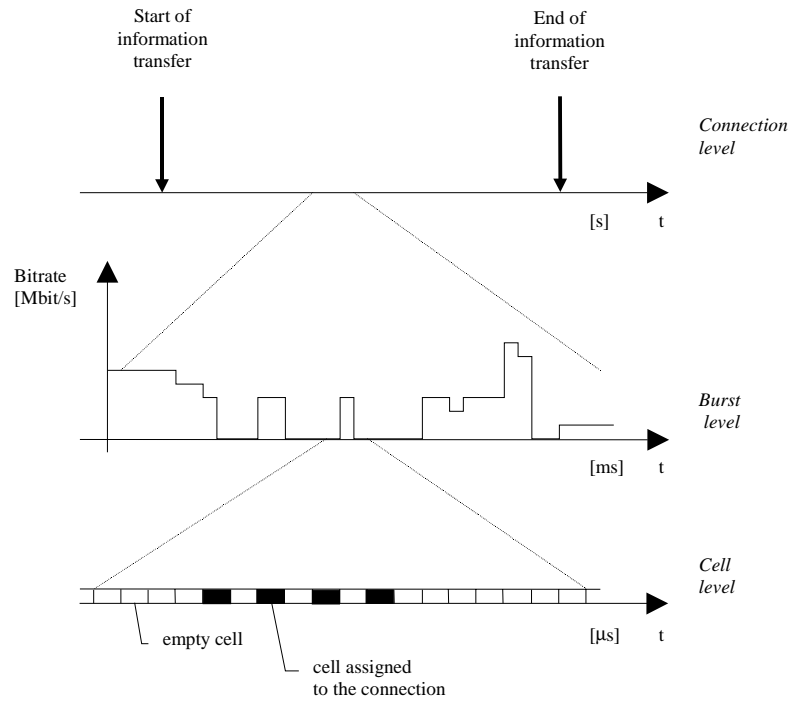 Start of
information
transfer
End of
information
transfer
Connection
level
[s] t
Bitrate
[Mbit/s]
Burst
level
[ms] t
Cell
level
empty cell
[μs] t
cell assigned
to the connection